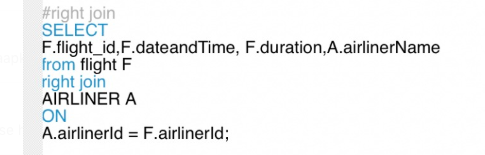 #right join
SELECT
F.flight_id,F.dateandTime, F.duration,A.airlinerName
from flight F
right join
AIRLINER A
ON
A.airlinerId = F.airlinerId;